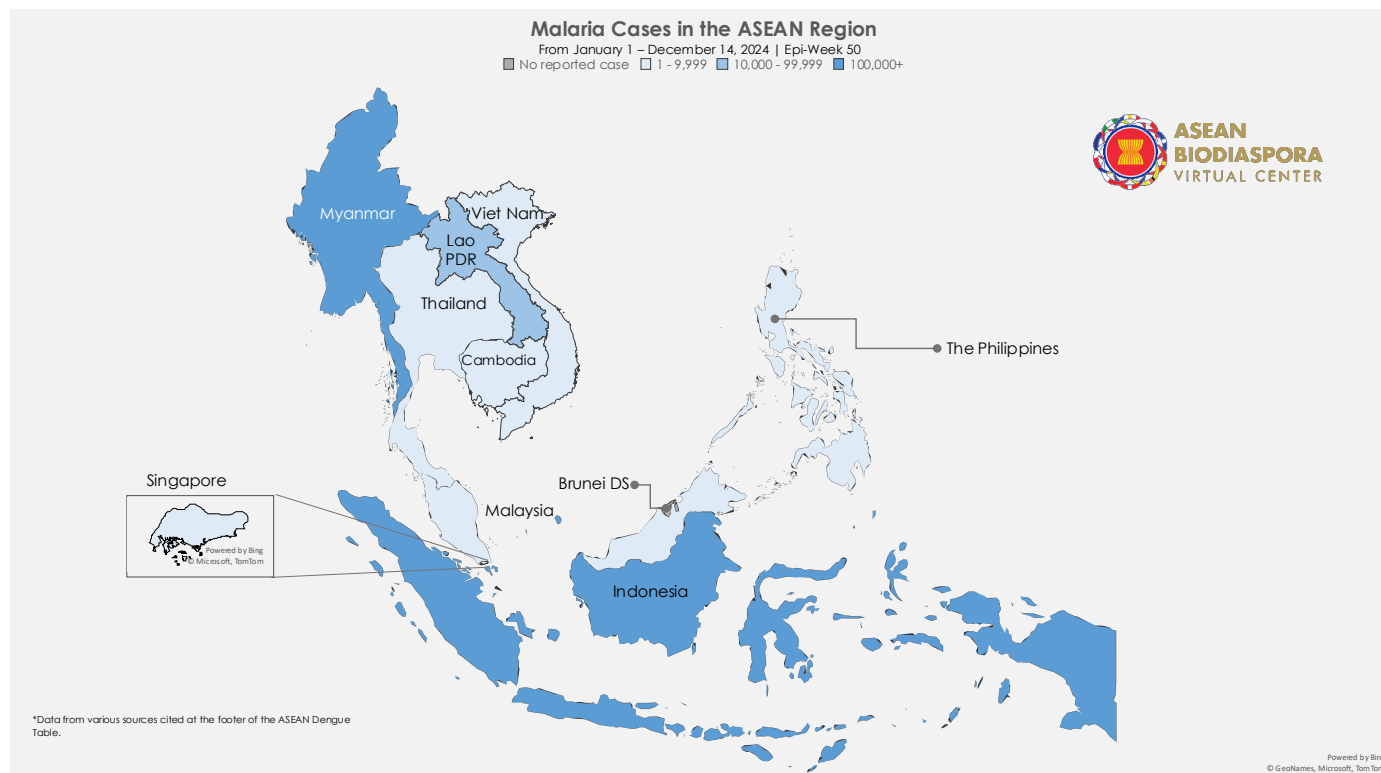 Malaria Cases in the ASEAN Region
From January 1 – December 14, 2024 | Epi-Week 50
No reported case 1 - 9,999 10,000 - 99,999 100,000+
ASEAN
BIODIASPORA
VIRTUAL CENTER
Myanmar
Viet Nam
Lao
PDR
Thailand
Cambodia
The Philippines
Singapore
Brunei DS
Malaysia
Powered by Bing
© Microsoft, TomTom
Indonesia
*Data from various sources cited at the footer of the ASEAN Dengue
Table.
Powered by Bin
© GeoNames, Microsoft, TomTor